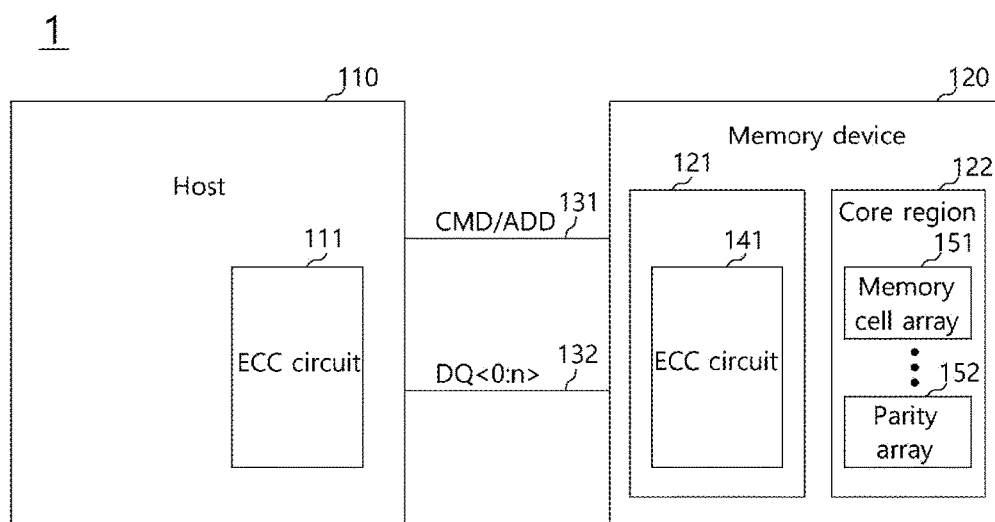 1
110
120
Host
Memory device
121
122
Core region
CMD/ADD
131
111
141
151
ECC circuit
ECC circuit
Memory
cell array
DQ<0:n>
132
152
Parity
array